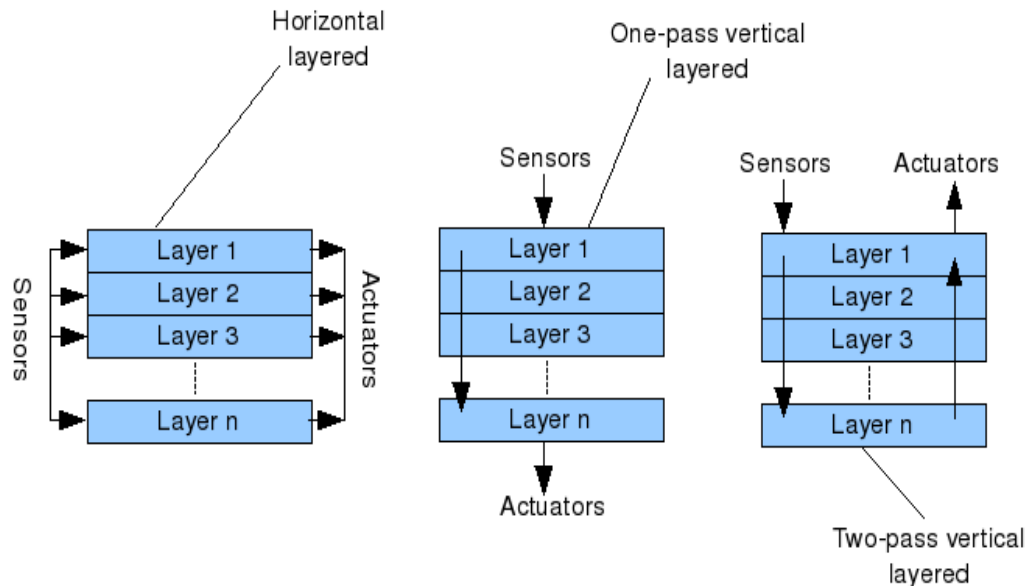 Horizontal
layered
One-pass vertical
layered
Sensors
Sensors
Actuators
Layer 1
Layer 2
Layer 3
Layer n
Sensors
Actuators
Layer 1
Layer 2
Layer 3
Layer n
Actuators
Layer 1
Layer 2
Layer 3
Layer n
Two-pass vertical
layered